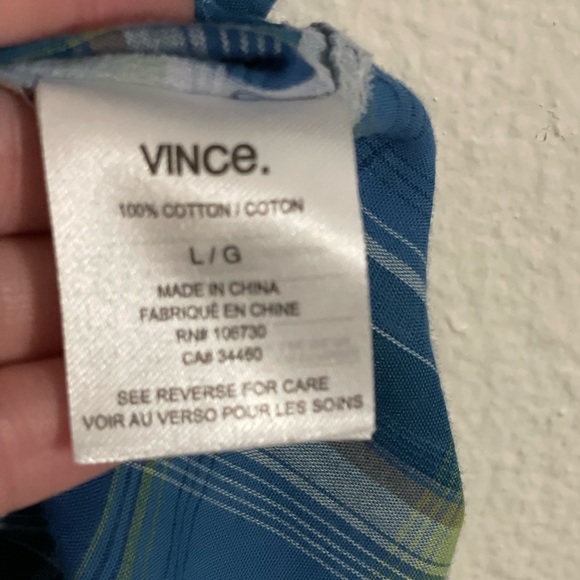 VINCe.
100% COTTON / COTON
L / G
MADE IN CHINA
FABRIQUÉ EN CHINE
RN# 106730
CA# 34460
SEE REVERSE FOR CARE
VOIR AU VERSO POUR LES SOINS